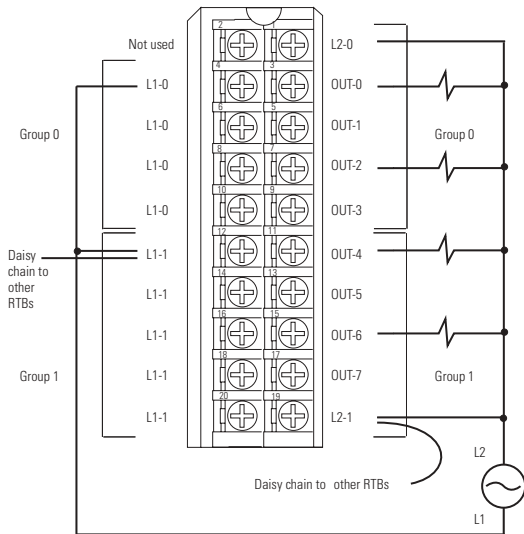 2 1
Not used L2-0
4 3
L1-0 OUT-0
6 5
L1-0 OUT-1
Group 0 Group 0
8 7
L1-0 OUT-2
10 9
L1-0 OUT-3
12 11
L1-1 OUT-4
Daisy
chain to
other
RTBs
14 13
L1-1 OUT-5
16 15
L1-1 OUT-6
18 17
Group 1 L1-1 OUT-7 Group 1
20 19
L1-1 L2-1
L2
Daisy chain to other RTBs
L1